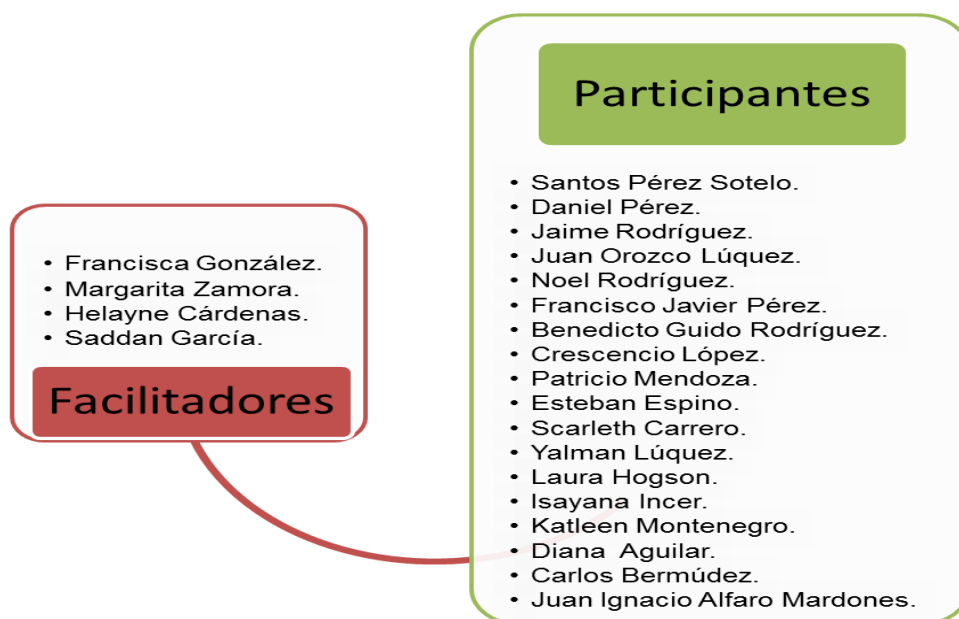 • Francisca González.
• Margarita Zamora.
• Helayne Cárdenas.
• Saddan García.
Facilitadores
Participantes
• Santos Pérez Sotelo.
• Daniel Pérez.
• Jaime Rodríguez.
• Juan Orozco Lúquez.
• Noel Rodríguez.
• Francisco Javier Pérez.
• Benedicto Guido Rodríguez.
• Crescencio López.
• Patricio Mendoza.
• Esteban Espino.
• Scarleth Carrero.
• Yalman Lúquez.
• Laura Hogson.
• Isayana Incer.
• Katleen Montenegro.
• Diana Aguilar.
• Carlos Bermúdez.
• Juan Ignacio Alfaro Mardones.